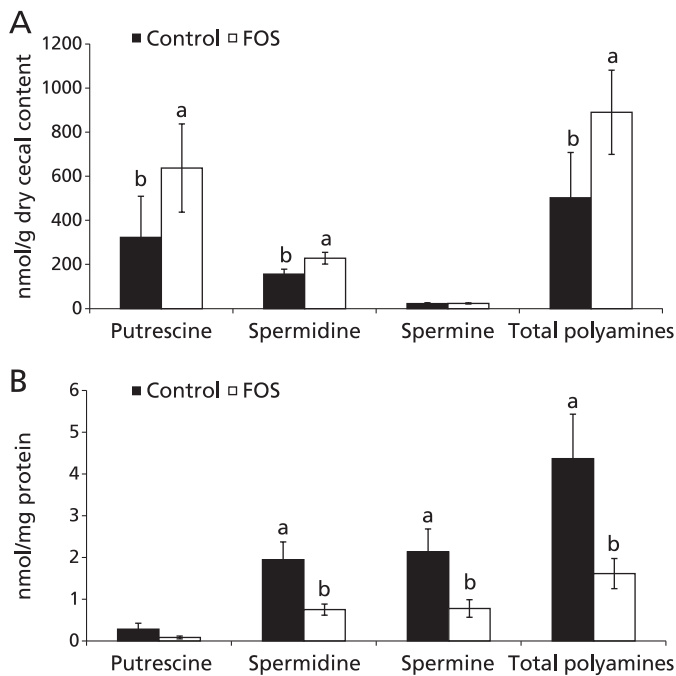 A
Control FOS
nmol/g dry cecal content
1200
1000
800
600
400
200
0
b
a
b
a
b
a
Putrescine Spermidine Spermine Total polyamines
B
Control FOS
nmol/mg protein
6
5
4
3
2
1
0
a
b
a
b
a
b
Putrescine Spermidine Spermine Total polyamines